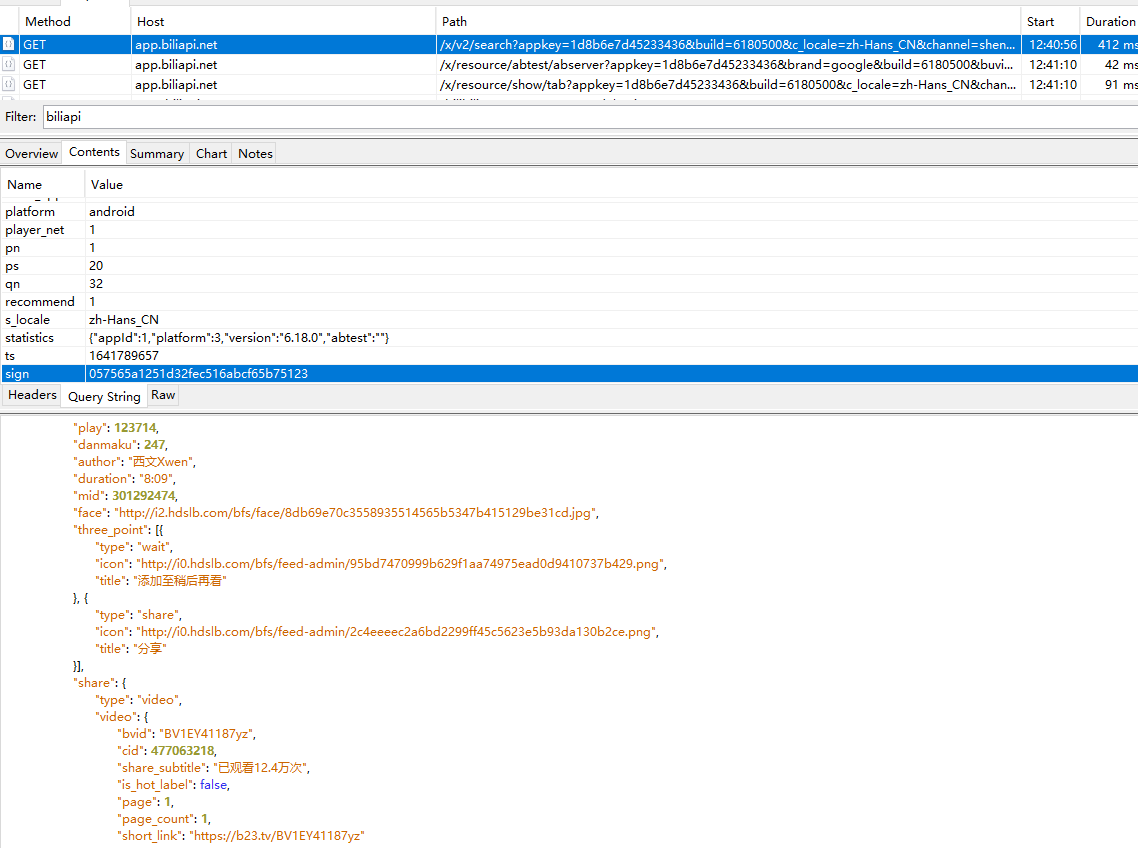 Method Host Path Start Duration
GET app.biliapi.net /x/v2/search?appkey=1d8b6e7d45233436&build=6180500&c_locale=zh-Hans_CN&channel=shen... 12:40:56 412 ms
GET app.biliapi.net /x/resource/abtest/abserver?appkey=1d8b6e7d45233436&brand=google&build=6180500&buvi... 12:41:10 42 ms
GET app.biliapi.net /x/resource/show/tab?appkey=1d8b6e7d45233436&build=6180500&c_locale=zh-Hans_CN&chan... 12:41:10 91 ms
Filter: biliapi
Overview Contents Summary Chart Notes
Name Value
platform android
player_net 1
pn 1
ps 20
qn 32
recommend 1
s_locale zh-Hans_CN
statistics {"appId":1,"platform":3,"version":"6.18.0","abtest":""}
ts 1641789657
sign 057565a1251d32fec516abcf65b75123
Headers Query String Raw
"play": 123714,
"danmaku": 247,
"author": "西文Xwen",
"duration": "8:09",
"mid": 301292474,
"face": "http://i2.hdslb.com/bfs/face/8db69e70c3558935514565b5347b415129be31cd.jpg",
"three_point": [{
"type": "wait",
"icon": "http://i0.hdslb.com/bfs/feed-admin/95bd7470999b629f1aa74975ead0d9410737b429.png",
"title": "添加至稍后再看"
}, {
"type": "share",
"icon": "http://i0.hdslb.com/bfs/feed-admin/2c4eeeec2a6bd2299ff45c5623e5b93da130b2ce.png",
"title": "分享"
}],
"share": {
"type": "video",
"video": {
"bvid": "BV1EY41187yz",
"cid": 477063218,
"share_subtitle": "已观看12.4万次",
"is_hot_label": false,
"page": 1,
"page_count": 1,
"short_link": "https://b23.tv/BV1EY41187yz"